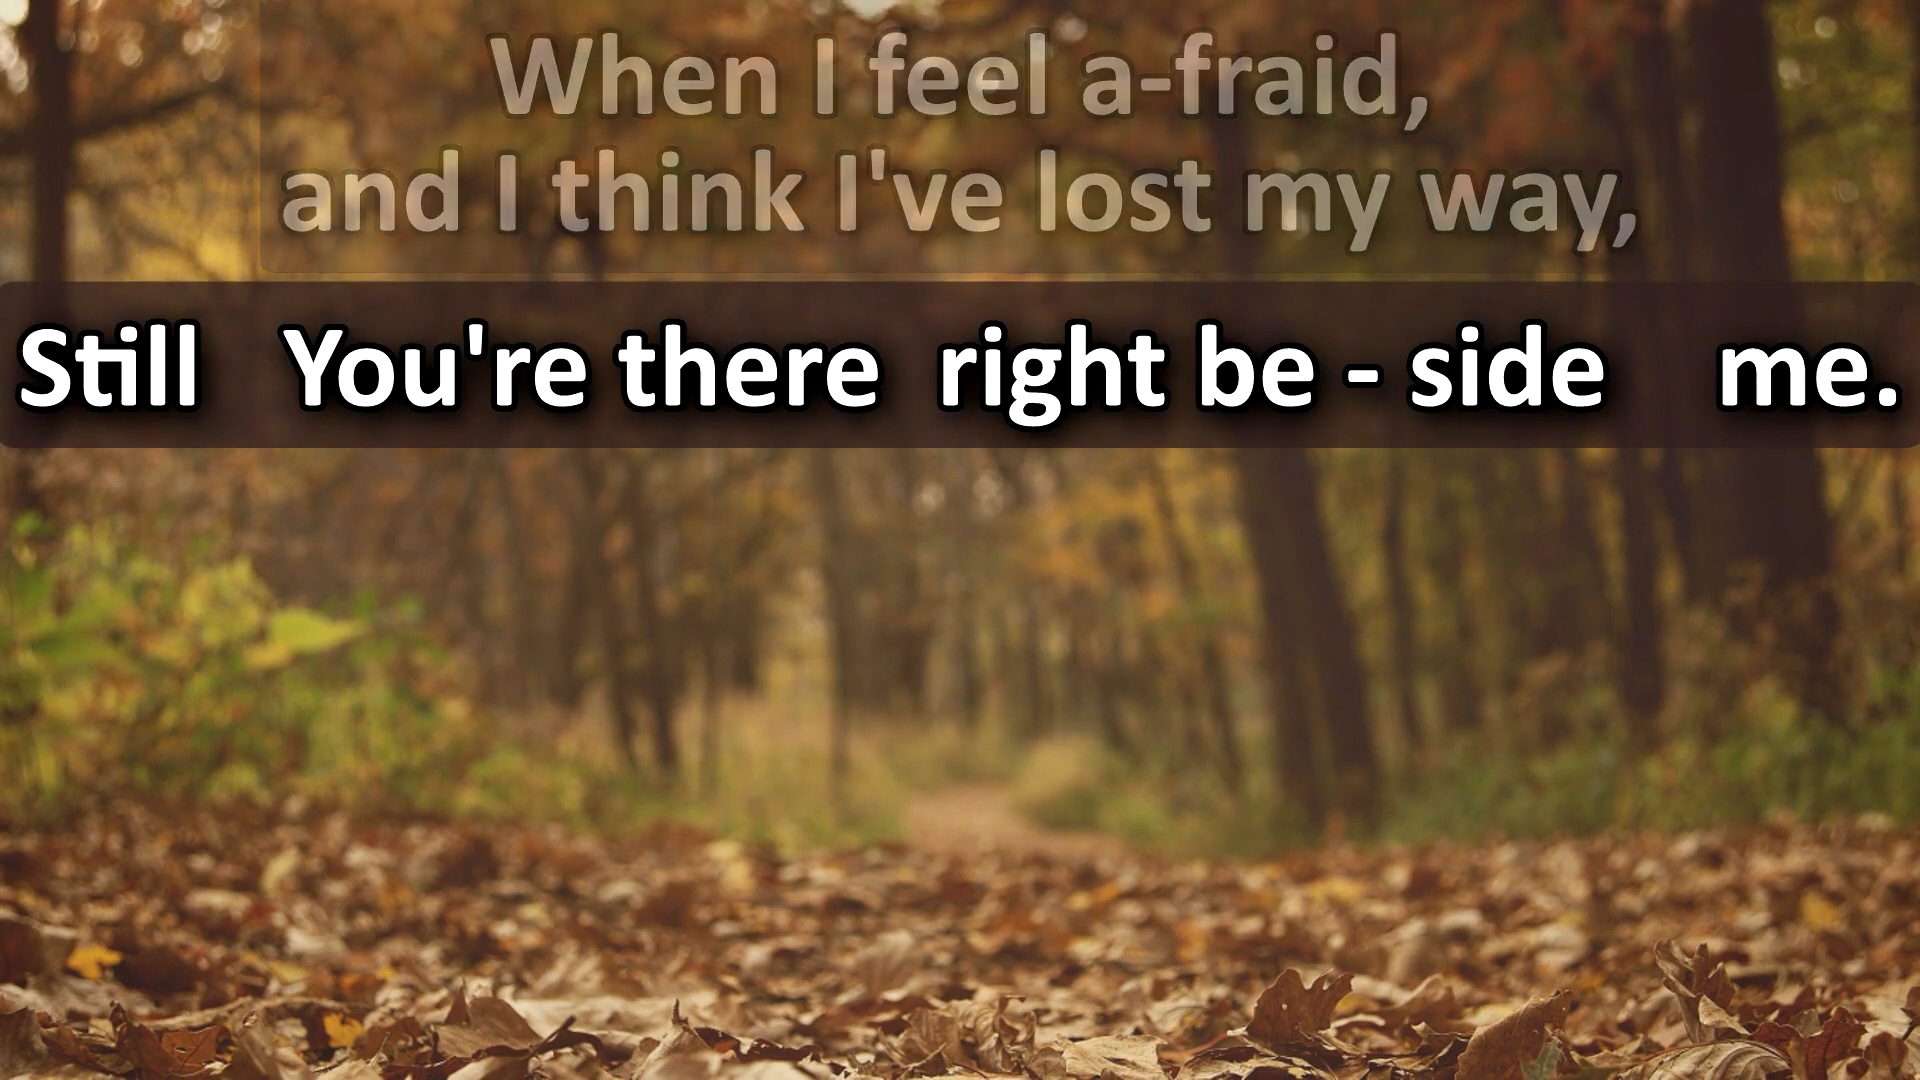 When I feel a-fraid,
and I think I've lost my way,
Still You're there right be - side me.